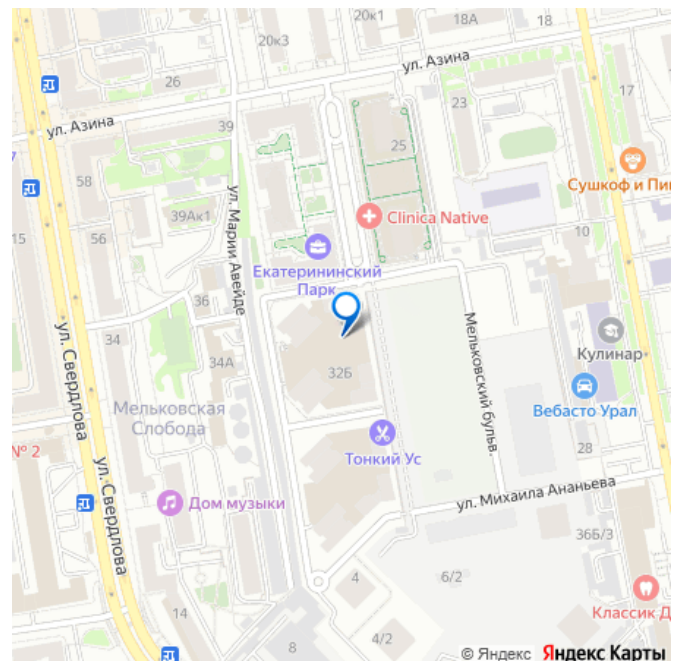 20к1
18А
18
20к3
ул. Азина
26
17
39
23
25
ул. Азина
58
Сушкоф и Пи
39Ак1
Clinica Native
15
56
10
ул. Марии Авейде
Екатерининский
Парк
36
34
34А
32Б
Мельковский бульв.
Кулинар
ул. Свердлова
Мельковская
Слобода
Вебасто Урал
№ 2
Тонкий Ус
28
ул. Свердлова
Дом музыки
ул. Михаила Ананьева
36Б/3
4
6/2
14
Классик Д
8
4/2
© Яндекс Яндекс Карты